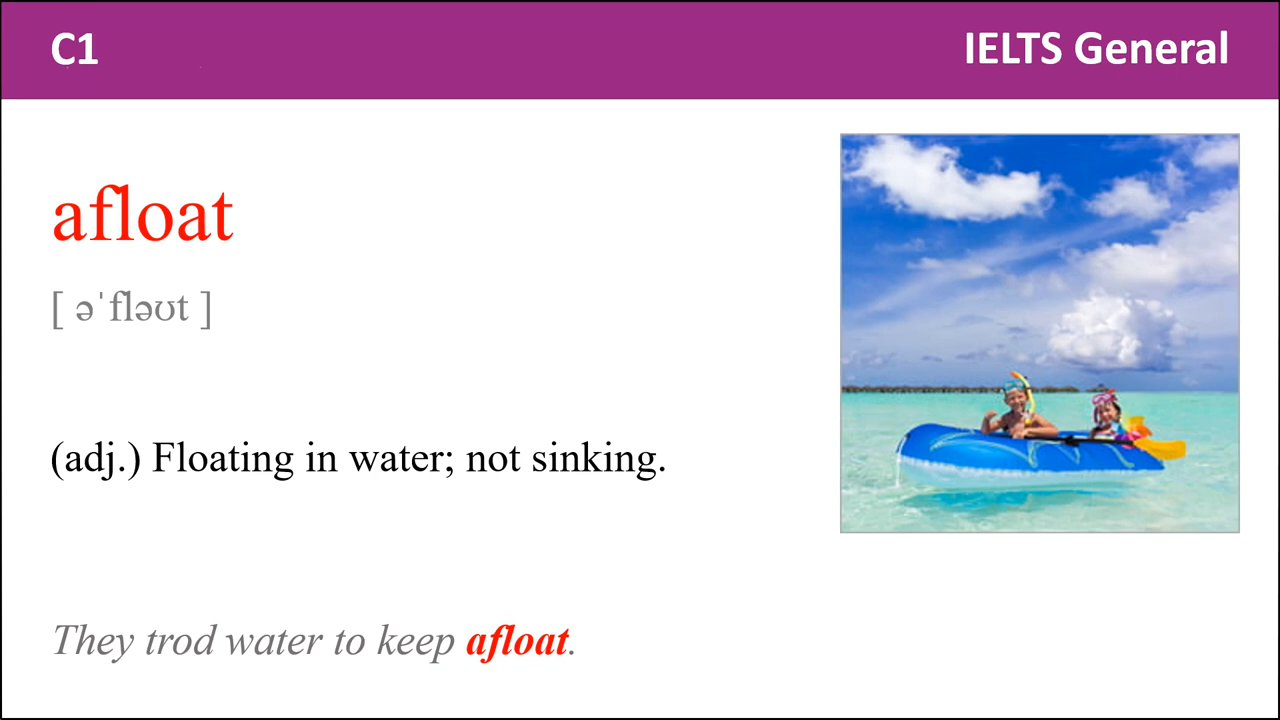 C1
IELTS General
afloat
[ əˈfləʊt ]
(adj.) Floating in water; not sinking.
They trod water to keep afloat.